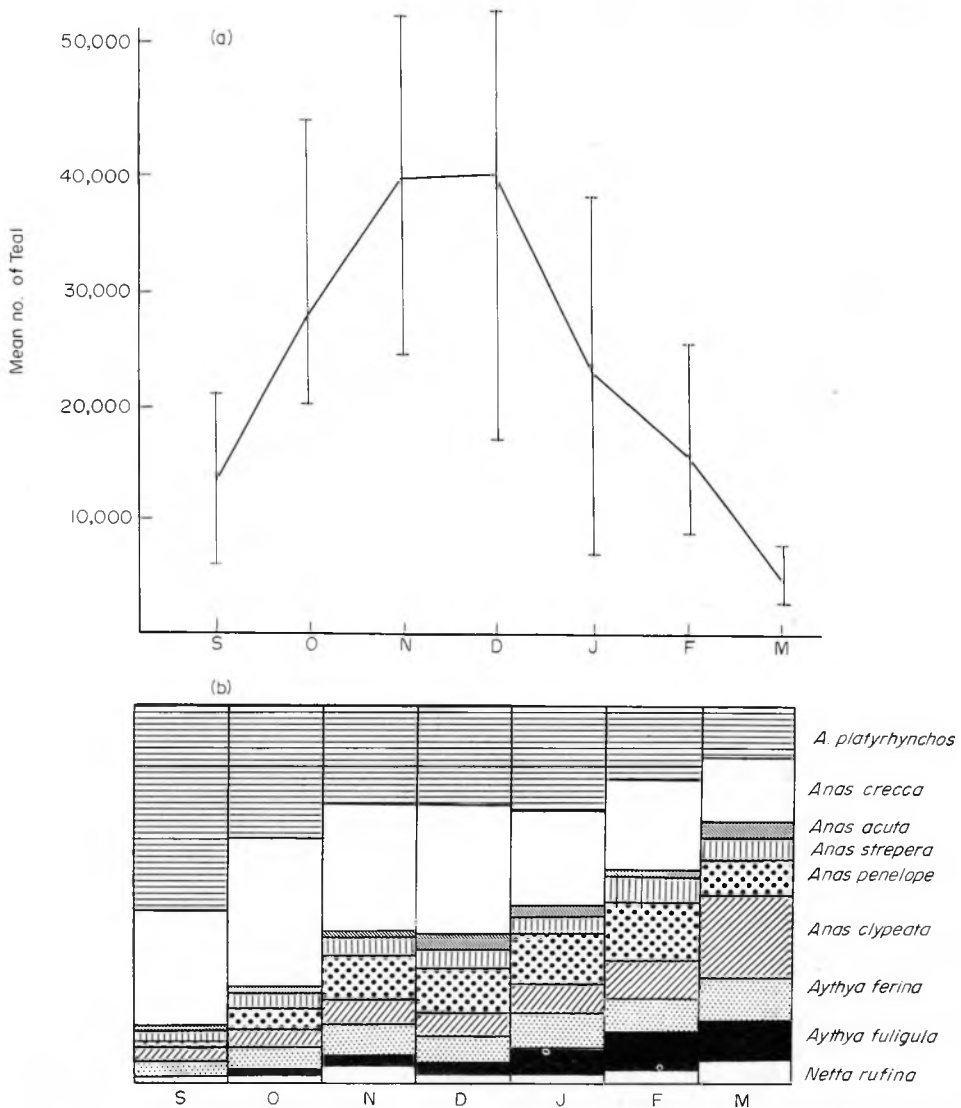 (a)
50,000
40,000
30,000
20,000
10,000
Mean no. of Teal
S O N D J F M
(b)
A. platyrhynchos
Anas crecca
Anas acuta
Anas strepera
Anas penelope
Anas clypeata
Aythya ferina
Aythya fuligula
Netta rufina
S O N D J F M